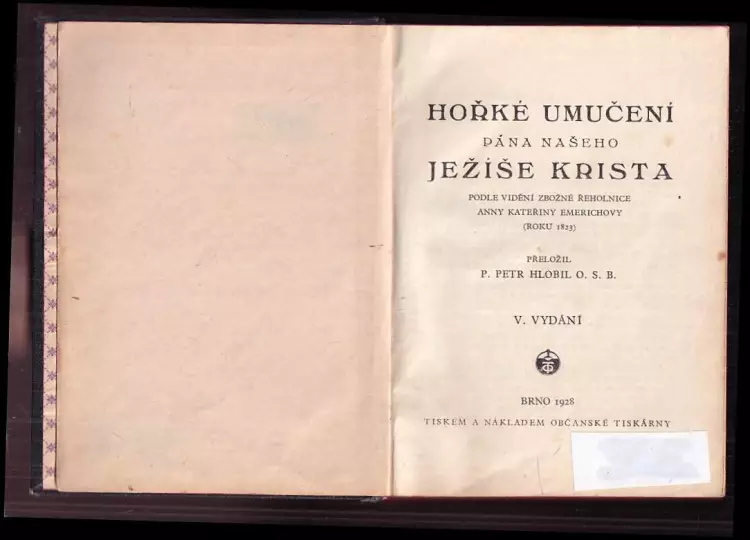 HOŘKÉ UMUČENÍ
PÁNA NAŠEHO
JEŽÍŠE KRISTA
PODLE VIDĚNÍ ZBOŽNÉ ŘEHOLNICE
ANNY KATEŘINY EMERICHOVY
(ROKU 1823)
PŘELOŽIL
P. PETR HLOBIL O. S. B.
V. VYDÁNÍ
BRNO 1928
TISKEM A NÁKLADEM OBČANSKÉ TISKÁRNY